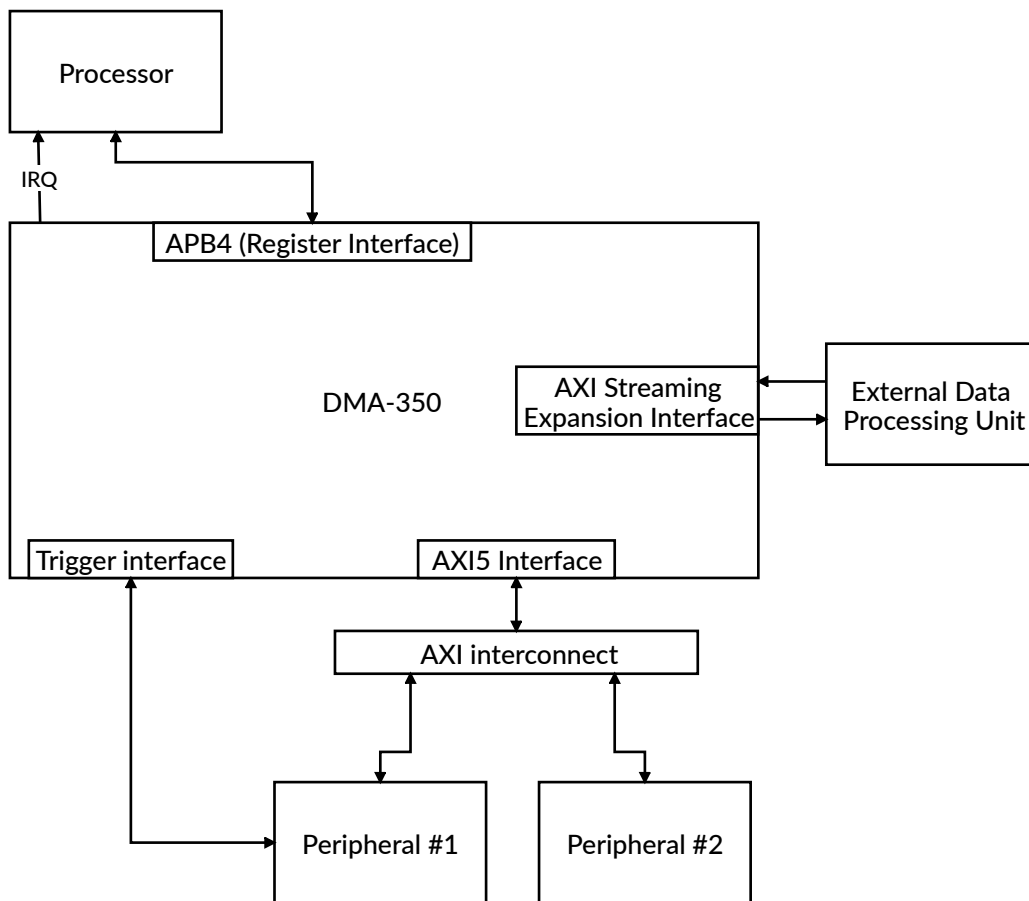 Processor
IRQ
APB4 (Register Interface)
DMA-350
AXI Streaming
Expansion Interface
External Data
Processing Unit
Trigger interface
AXI5 Interface
AXI interconnect
Peripheral #1
Peripheral #2